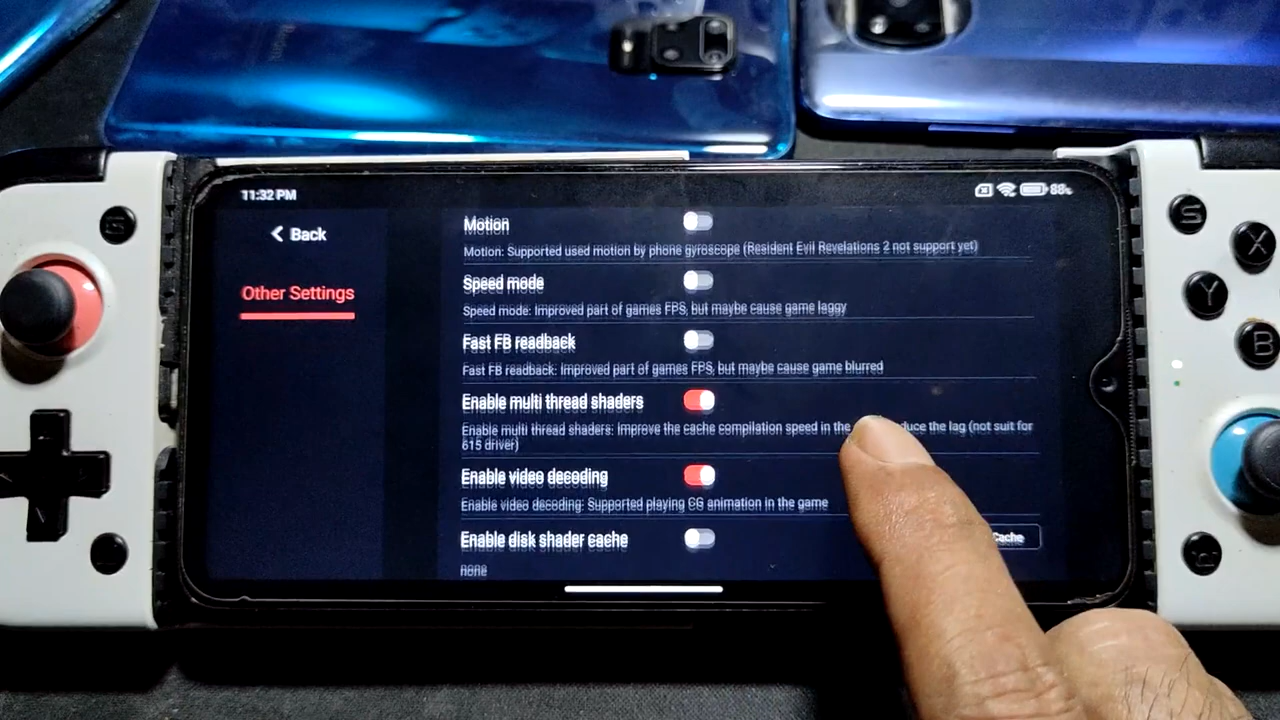 11:32 PM
88%
Back
Other Settings
Motion
Motion: Supported used motion by phone gyroscope (Resident Evil Revelations 2 not support yet)
Speed mode
Speed mode: Improved part of games FPS, but maybe cause game laggy
Fast FB readback
Fast FB readback: Improved part of games FPS, but maybe cause game blurred
Enable multi thread shaders
Enable multi thread shaders: Improve the cache compilation speed in the duce the lag (not suit for
615 driver)
Enable video decoding
Enable video decoding: Supported playing CG animation in the game
Enable disk shader cache
Cache
none
X
Y
B